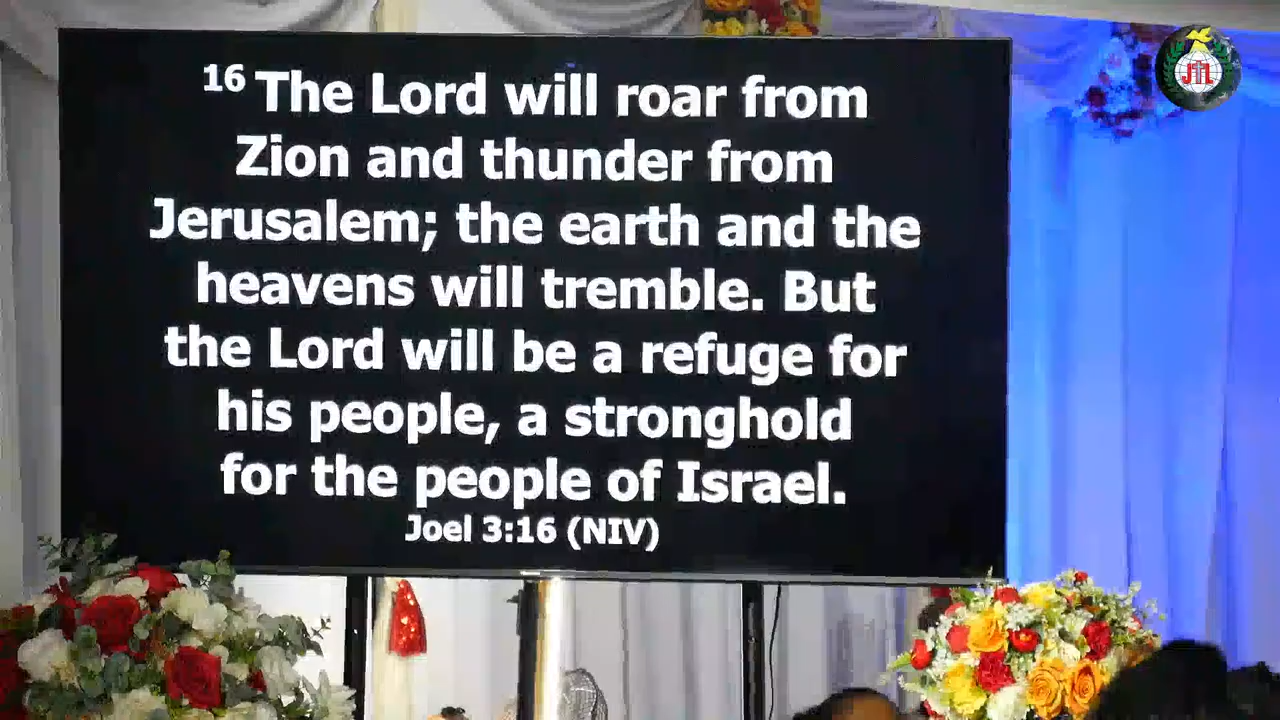 16 The Lord will roar from
Zion and thunder from
Jerusalem; the earth and the
heavens will tremble. But
the Lord will be a refuge for
his people, a stronghold
for the people of Israel.
Joel 3:16 (NIV)
JTL